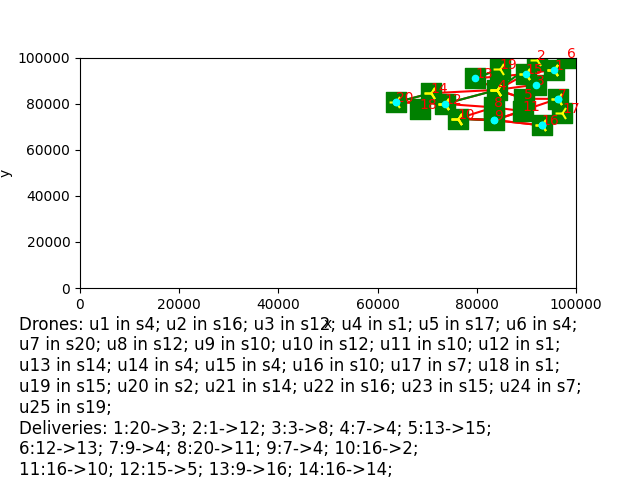 100000
80000
60000
40000
20000
0
y
0 20000 40000 60000 80000 100000
x
Drones: u1 in s4; u2 in s16; u3 in s12; u4 in s1; u5 in s17; u6 in s4;
u7 in s20; u8 in s12; u9 in s10; u10 in s12; u11 in s10; u12 in s1;
u13 in s14; u14 in s4; u15 in s4; u16 in s10; u17 in s7; u18 in s1;
u19 in s15; u20 in s2; u21 in s14; u22 in s16; u23 in s15; u24 in s7;
u25 in s19;
Deliveries: 1:20->3; 2:1->12; 3:3->8; 4:7->4; 5:13->15;
6:12->13; 7:9->4; 8:20->11; 9:7->4; 10:16->2;
11:16->10; 12:15->5; 13:9->16; 14:16->14;
2
6